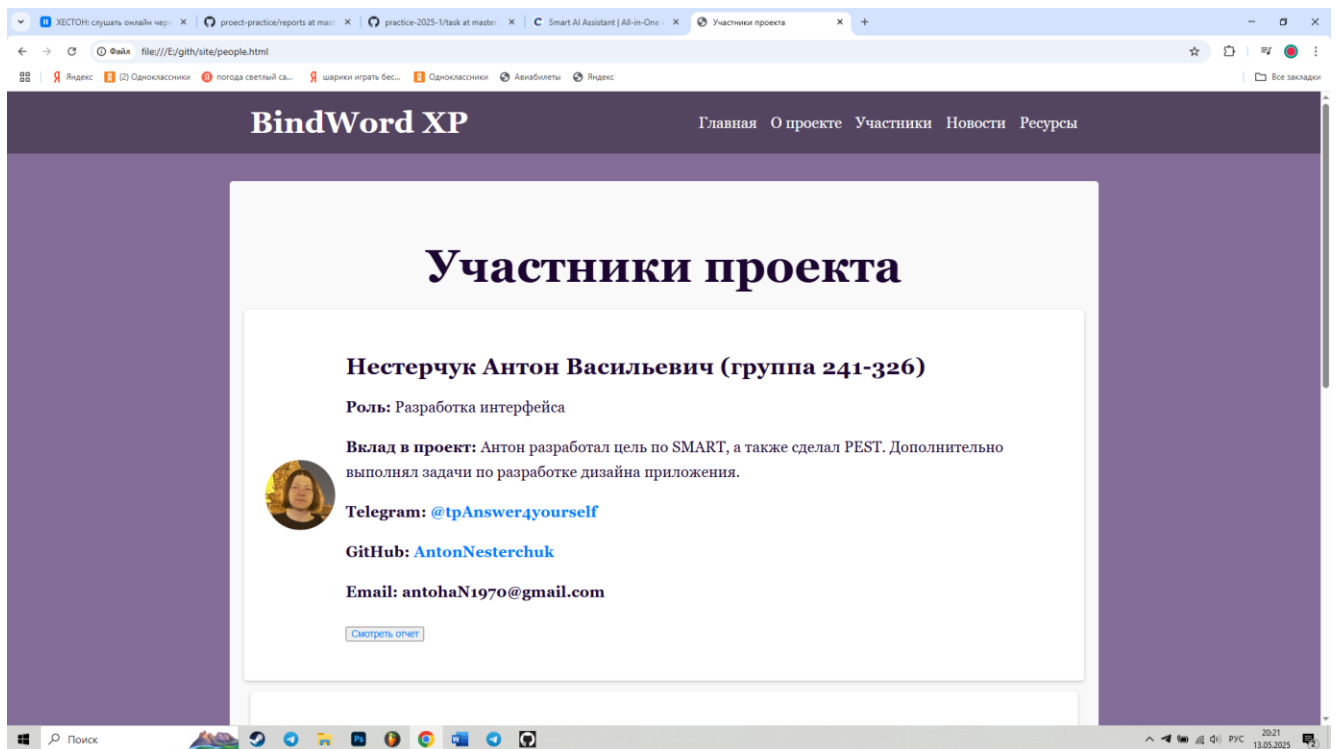 ХЕСТОН: слушать онлайн чере
proect-practice/reports at mast
practice-2025-1/task at master
Smart AI Assistant | All-in-One A
Участники проекта
Файл file:///E:/gith/site/people.html
Яндекс (2) Одноклассники погода светлый са... шарики играть бес... Одноклассники Авиабилеты Яндекс Все закладки
BindWord XP
Главная О проекте Участники Новости Ресурсы
Участники проекта
Нестерчук Антон Васильевич (группа 241-326)
Роль: Разработка интерфейса
Вклад в проект: Антон разработал цель по SMART, а также сделал PEST. Дополнительно
выполнял задачи по разработке дизайна приложения.
Telegram: @tpAnswer4yourself
GitHub: AntonNesterchuk
Email: antohaN1970@gmail.com
Смотреть отчет
Поиск
РУС
20:21
13.05.2025